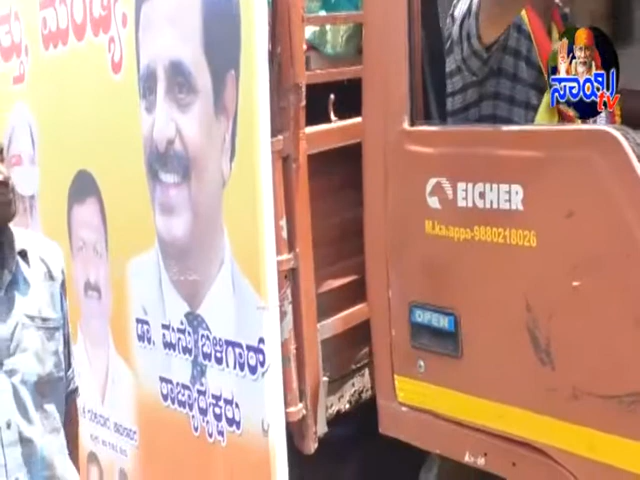 ಮಂಡ್ಯ
ಸಾಯಿ
TV
EICHER
M.ka.appa-9880218026
OPEN
ಡಾ. ಮನು ಬಳಿಗಾರ್
ರಾಜ್ಯಾಧ್ಯಕ್ಷರು